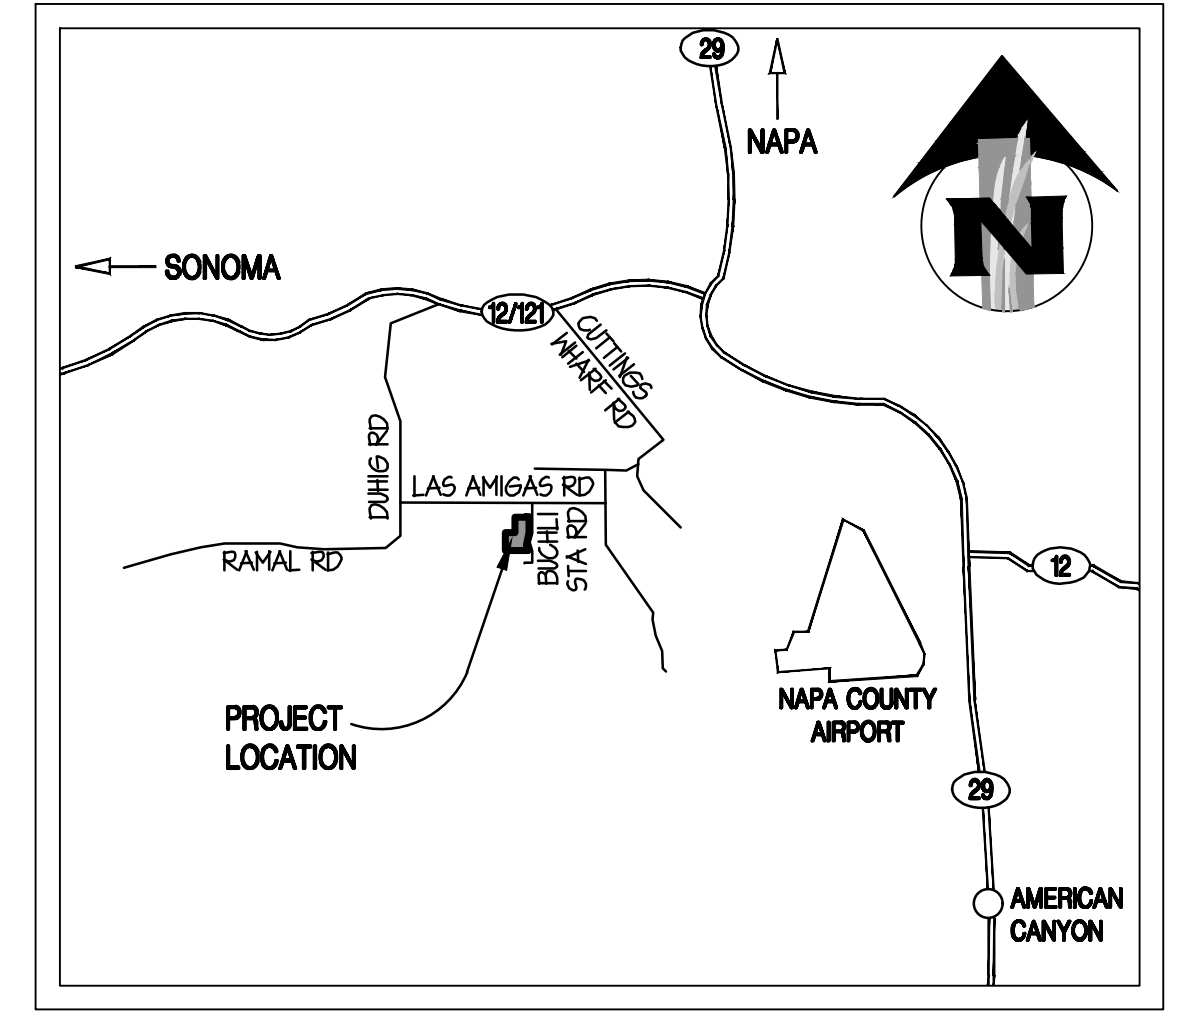 29
NAPA
N
SONOMA
12/121
CUTTINGS
WHARF RD
DUHIG RD
LAS AMIGAS RD
BUCHLI
STA RD
RAMAL RD
12
NAPA COUNTY
AIRPORT
PROJECT
LOCATION
29
AMERICAN
CANYON